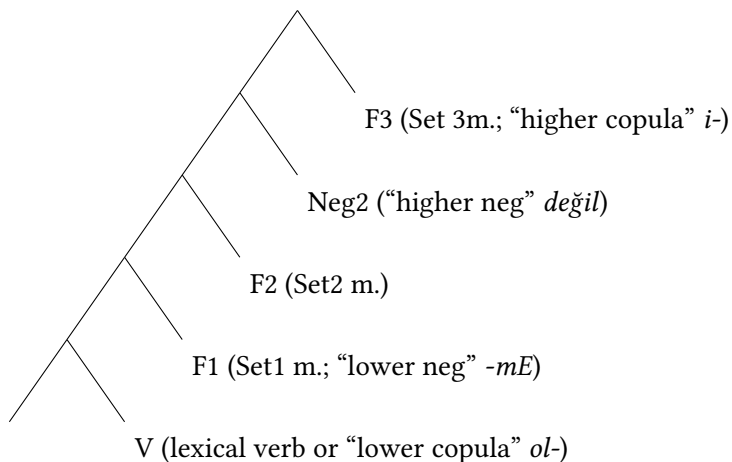 F3 (Set 3m.; “higher copula” i-)
Neg2 (“higher neg” değil)
F2 (Set2 m.)
F1 (Set1 m.; “lower neg” -mE)
V (lexical verb or “lower copula” ol-)